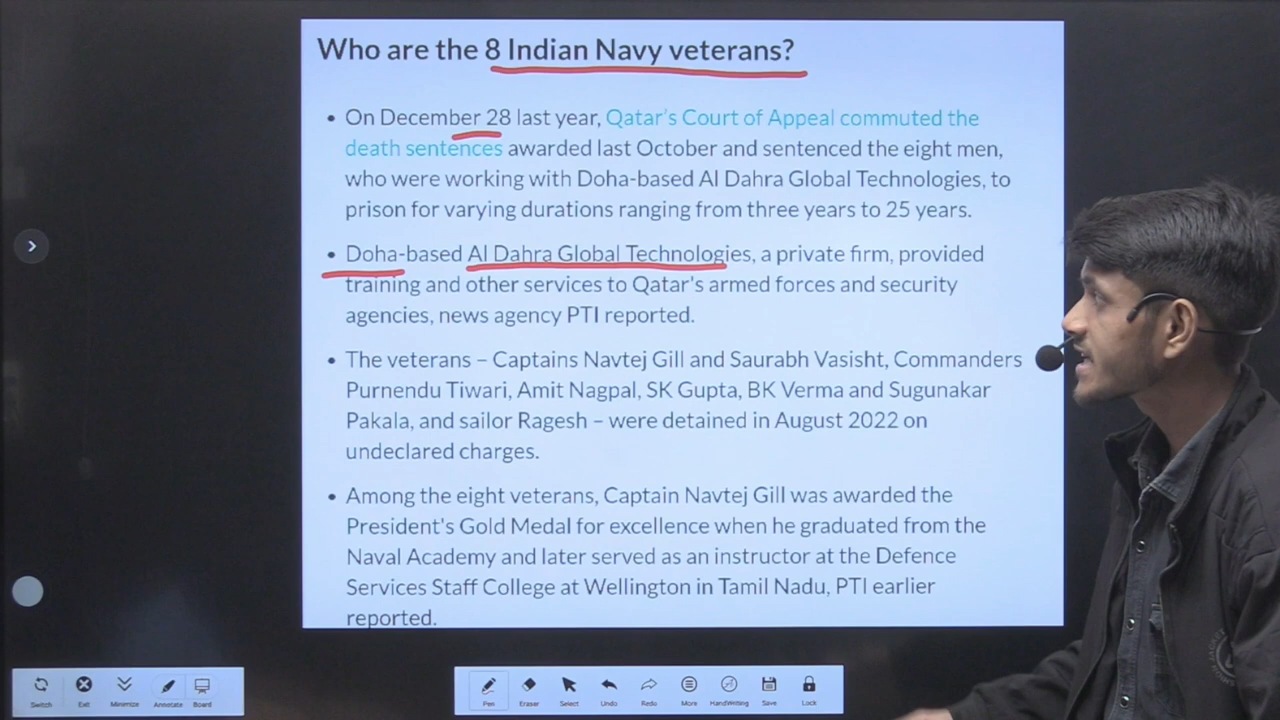 Who are the 8 Indian Navy veterans?
• On December 28 last year, Qatar's Court of Appeal commuted the
death sentences awarded last October and sentenced the eight men,
who were working with Doha-based Al Dahra Global Technologies, to
prison for varying durations ranging from three years to 25 years.
• Doha-based Al Dahra Global Technologies, a private firm, provided
training and other services to Qatar's armed forces and security
agencies, news agency PTI reported.
• The veterans – Captains Navtej Gill and Saurabh Vasisht, Commanders
Purnendu Tiwari, Amit Nagpal, SK Gupta, BK Verma and Sugunakar
Pakala, and sailor Ragesh – were detained in August 2022 on
undeclared charges.
• Among the eight veterans, Captain Navtej Gill was awarded the
President's Gold Medal for excellence when he graduated from the
Naval Academy and later served as an instructor at the Defence
Services Staff College at Wellington in Tamil Nadu, PTI earlier
reported.
Switch Exit Minimize Annotate Board
Pen Eraser Select Undo Redo More HandWriting Save Lock